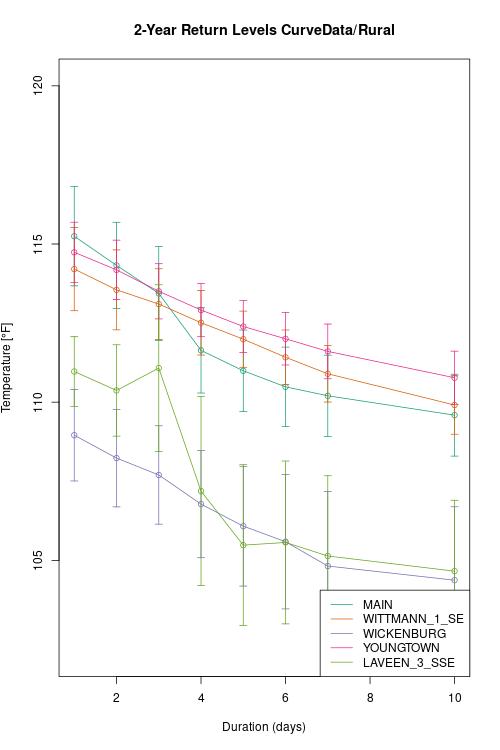 2-Year Return Levels CurveData/Rural
120
115
110
105
Temperature [°F]
2
4
6
8
10
Duration (days)
MAIN
WITTMANN_1_SE
WICKENBURG
YOUNGTOWN
LAVEEN_3_SSE